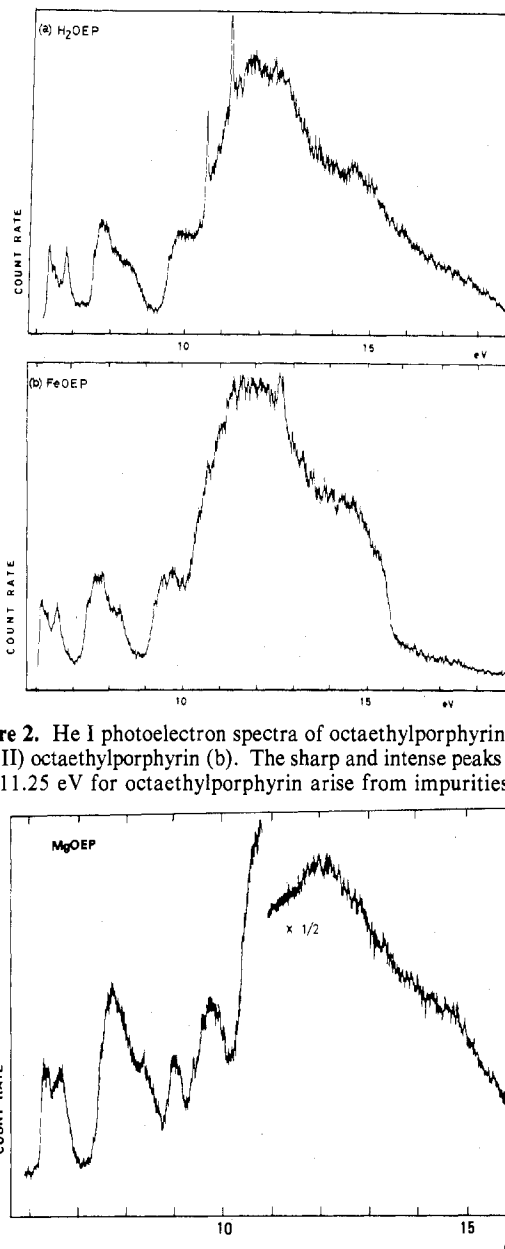 (a) H₂OEP
COUNT RATE
10 15 eV
(b) FeOEP
COUNT RATE
10 15 eV
re 2. He I photoelectron spectra of octaethylporphyrin
II) octaethylporphyrin (b). The sharp and intense peaks
11.25 eV for octaethylporphyrin arise from impurities
MgOEP
x 1/2
COUNT RATE
10 15